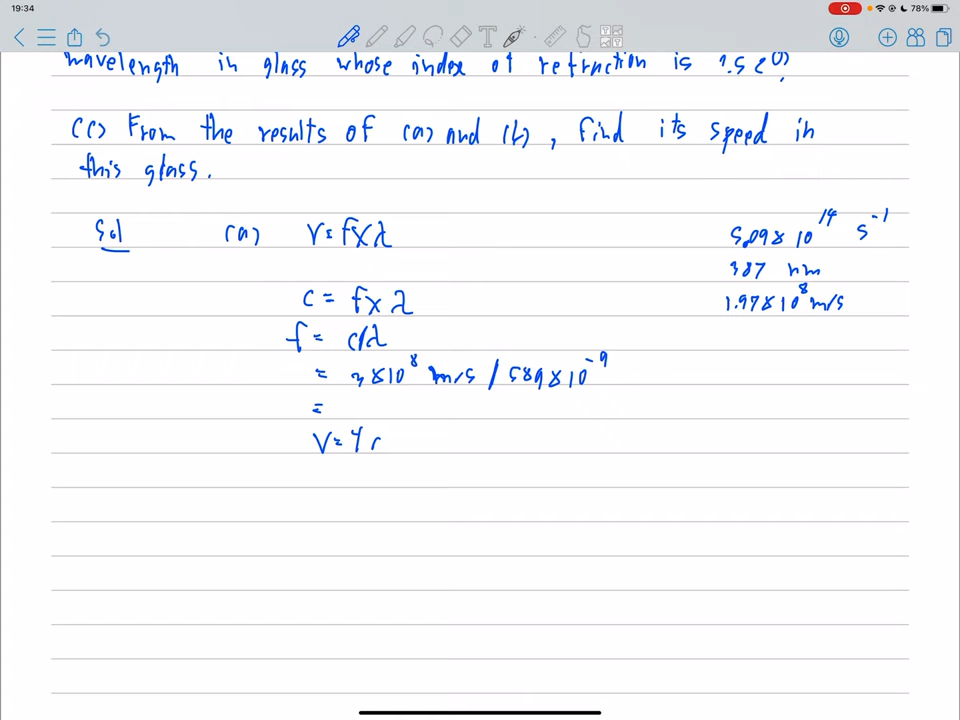 19:34
78%
wavelength in glass whose index of refraction is 1.520?
(c) From the results of (a) and (b), find its speed in
this glass.
Sol (a) v = f x λ
5.09 x 10^14 s^-1
387 nm
1.97 x 10^8 m/s
c = f x λ
f = c/λ
= 3 x 10^8 m/s / 589 x 10^-9
=
v =